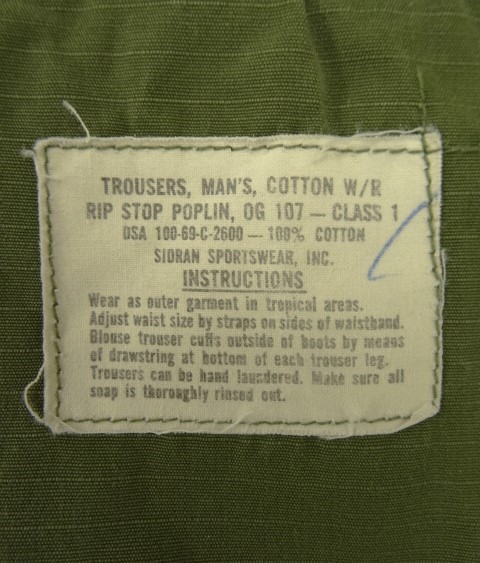 TROUSERS, MAN'S, COTTON W/R
RIP STOP POPLIN, OG 107 — CLASS 1
DSA 100-69-C-2600 — 100% COTTON
SIDRAN SPORTSWEAR, INC.
INSTRUCTIONS
Wear as outer garment in tropical areas.
Adjust waist size by straps on sides of waistband.
Blouse trouser cuffs outside of boots by means
of drawstring at bottom of each trouser leg.
Trousers can be hand laundered. Make sure all
soap is thoroughly rinsed out.